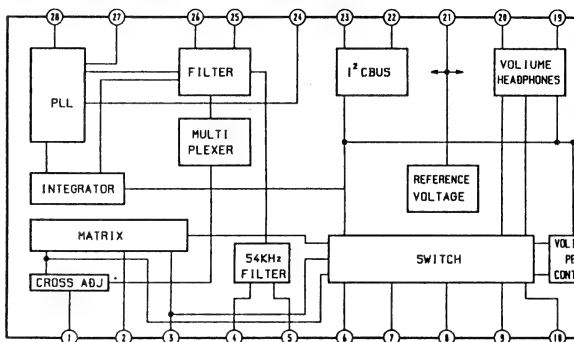 28 27 26 25 24 23 22 21 20 19
PLL
FILTER
I²CBUS
VOLIUME
HEADPHONES
MULTI
PLEXER
INTEGRATOR
REFERENCE
VOLTAGE
MATRIX
54KHz
FILTER
SWITCH
VOLI
PE
CONT
CROSS ADJ
1 2 3 4 5 6 7 8 9 10